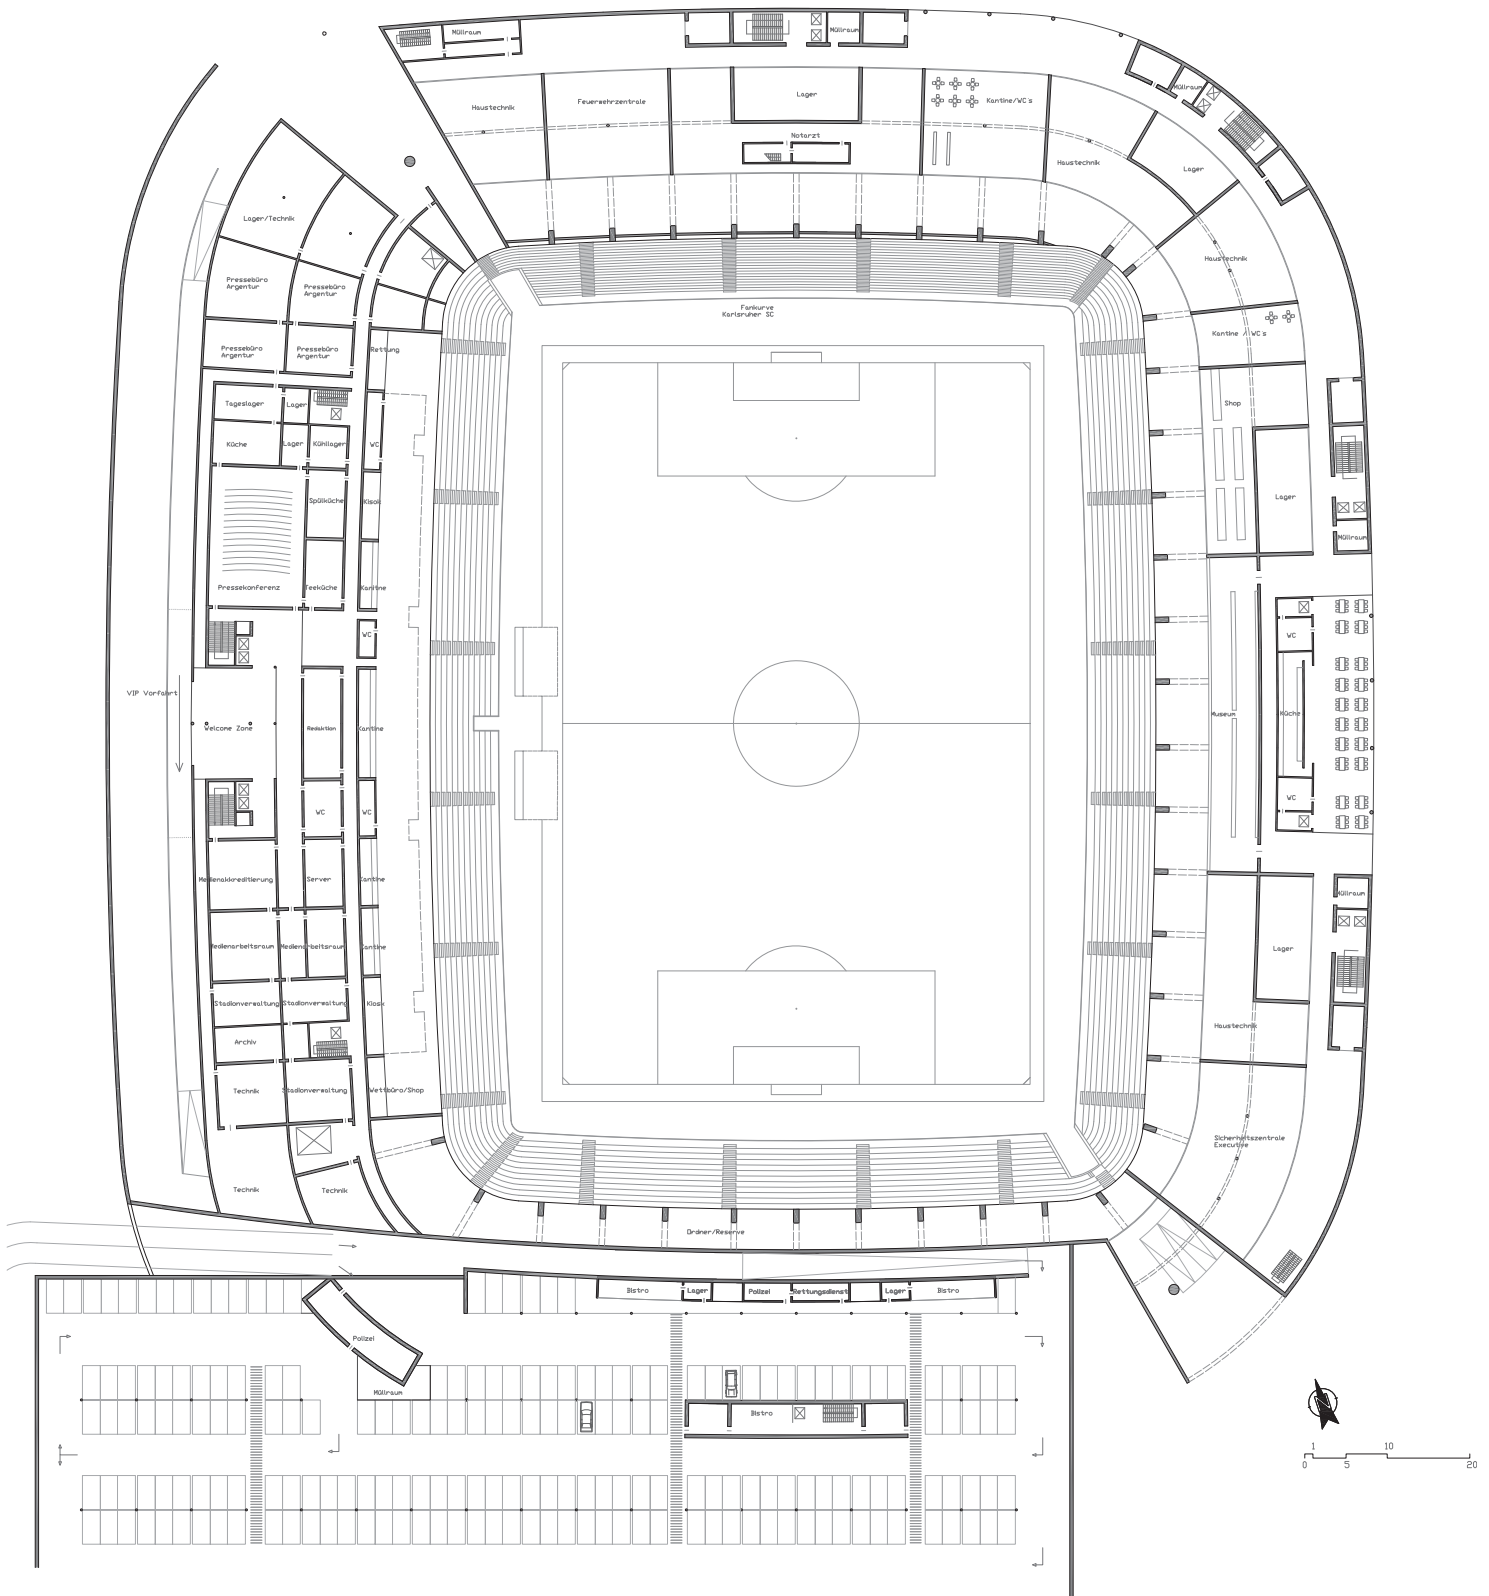 Müllraum
Müllraum
Müllraum
Haustechnik
Feuerwehrzentrale
Lager
Kantine/WC's
Notarzt
Haustechnik
Lager
Lager/Technik
Haustechnik
Pressebüro
Argentur
Pressebüro
Argentur
Fankurve
Karlsruher SC
Kantine / WC's
Pressebüro
Argentur
Pressebüro
Argentur
Rettung
Tageslager
Lager
Shop
Küche
Lager
Kühllager
WC
Spülküche
Kisok
Lager
Müllraum
Pressekonferenz
Teeküche
Kanitne
WC
WC
VIP Vorfahrt
Welcome Zone
Redaktion
Kantine
Museum
Küche
WC
WC
WC
Medienakkreditierung
Server
Kantine
Müllraum
Medienarbeitsraum
Medienarbeitsraum
Kantine
Lager
Stadionverwaltung
Stadionverwaltung
Kiosk
Archiv
Haustechnik
Technik
Stadionverwaltung
Wettbüro/Shop
Sicherheitszentrale
Executive
Technik
Technik
Ordner/Reserve
Bistro
Lager
Polizei
Rettungsdienst
Lager
Bistro
Polizei
Müllraum
Bistro
1
10
0
5
20